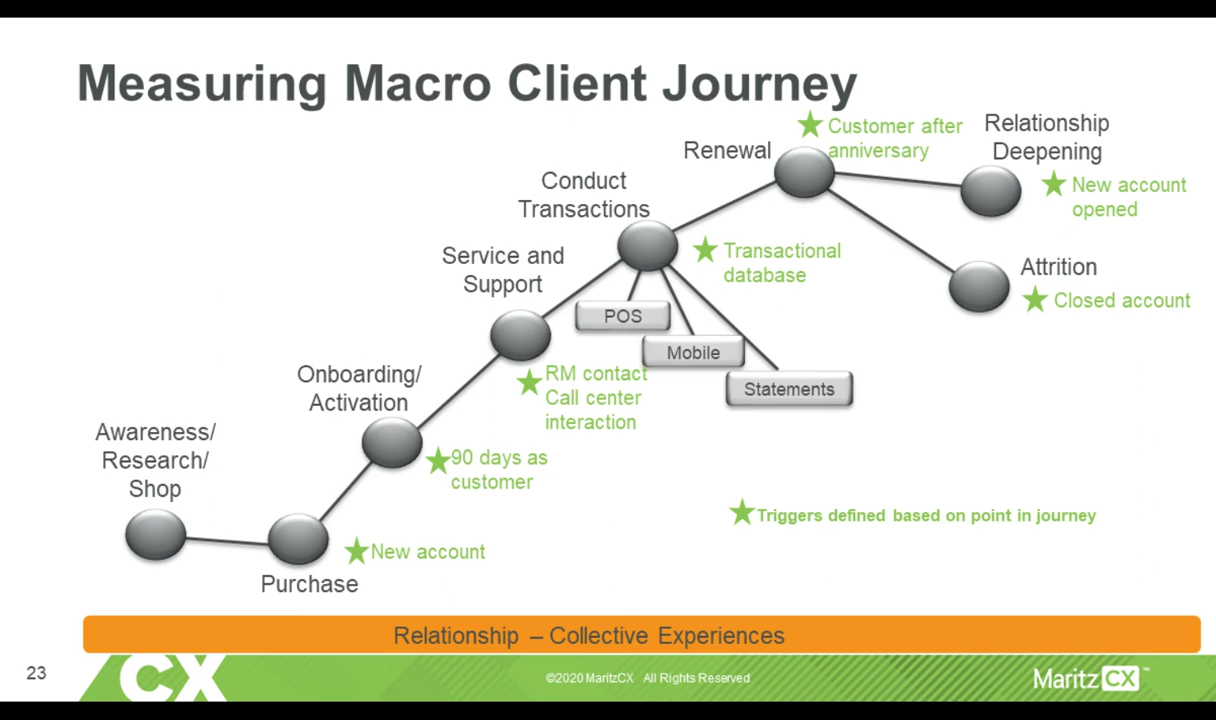 Measuring Macro Client Journey
Customer after
anniversary
Relationship
Deepening
Renewal
New account
opened
Conduct
Transactions
Transactional
database
Service and
Support
Attrition
Closed account
POS
Mobile
Statements
RM contact
Call center
interaction
Onboarding/
Activation
90 days as
customer
Awareness/
Research/
Shop
Triggers defined based on point in journey
New account
Purchase
Relationship – Collective Experiences
23
CX
©2020 MaritzCX All Rights Reserved
MaritzCX™